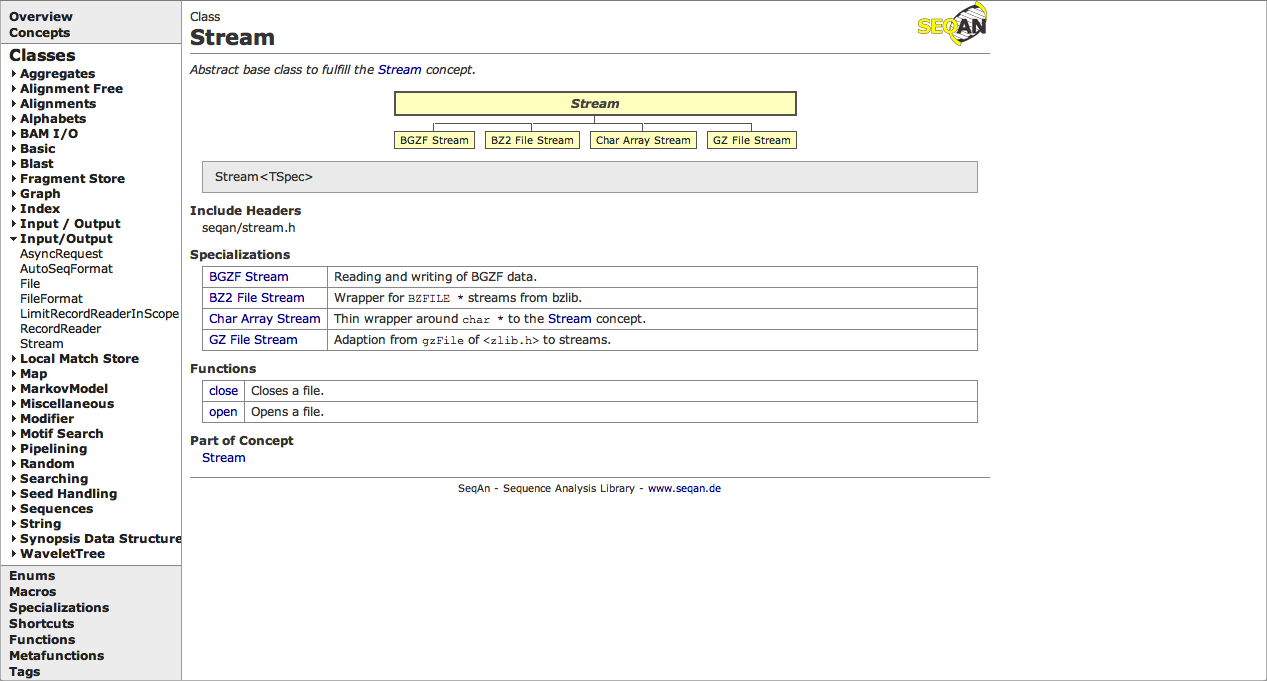 Overview
Concepts
Classes
Aggregates
Alignment Free
Alignments
Alphabets
BAM I/O
Basic
Blast
Fragment Store
Graph
Index
Input / Output
Input/Output
AsyncRequest
AutoSeqFormat
File
FileFormat
LimitRecordReaderInScope
RecordReader
Stream
Local Match Store
Map
MarkovModel
Miscellaneous
Modifier
Motif Search
Pipelining
Random
Searching
Seed Handling
Sequences
String
Synopsis Data Structure
WaveletTree
Enums
Macros
Specializations
Shortcuts
Functions
Metafunctions
Tags
Class
Stream
SEQAN
Abstract base class to fulfill the Stream concept.
Stream
BGZF Stream BZ2 File Stream Char Array Stream GZ File Stream
Stream<TSpec>
Include Headers
seqan/stream.h
Specializations
BGZF Stream Reading and writing of BGZF data.
BZ2 File Stream Wrapper for BZFILE * streams from bzlib.
Char Array Stream Thin wrapper around char * to the Stream concept.
GZ File Stream Adaption from gzFile of <zlib.h> to streams.
Functions
close Closes a file.
open Opens a file.
Part of Concept
Stream
SeqAn - Sequence Analysis Library - www.seqan.de